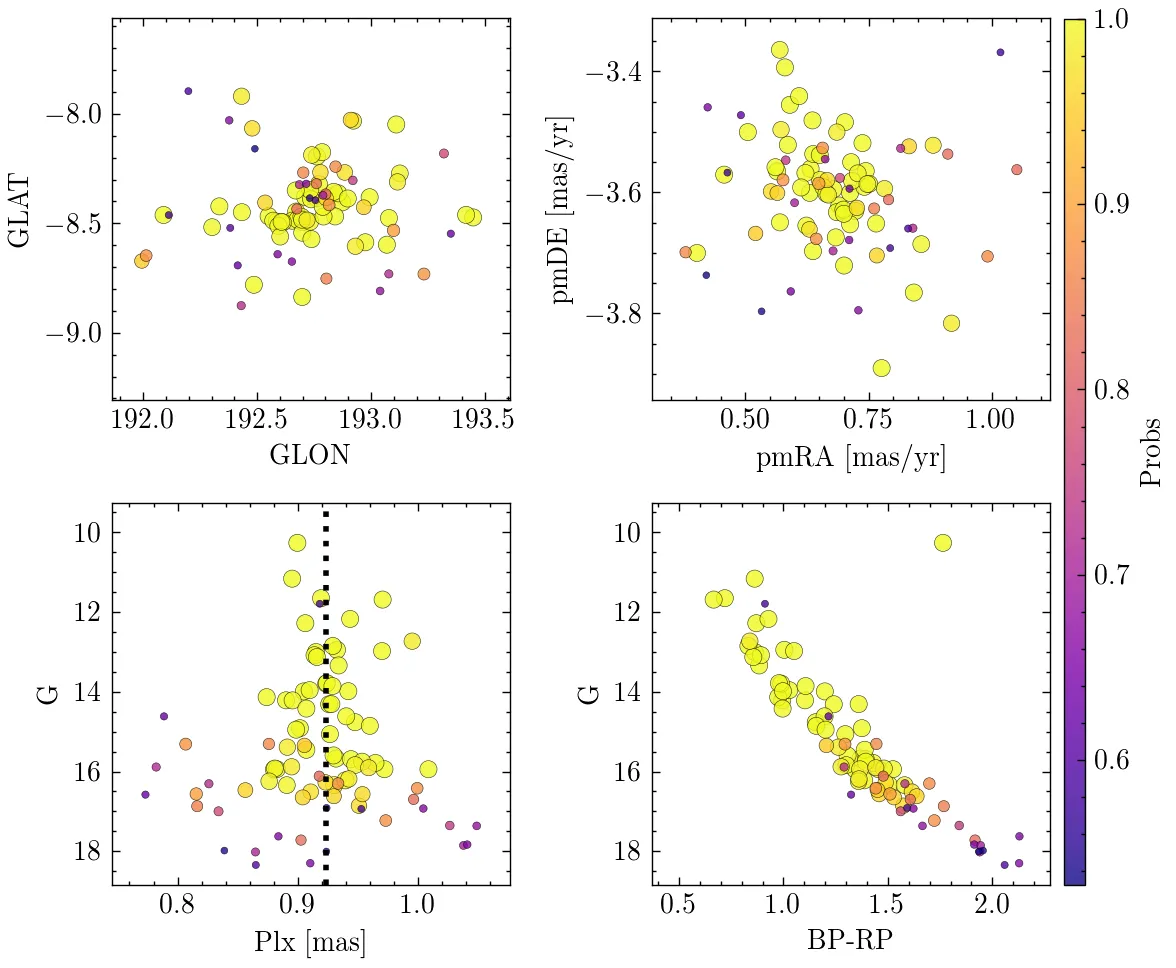 −8.0
−8.5
−9.0
GLAT
192.0 192.5 193.0 193.5
GLON
−3.4
−3.6
−3.8
pmDE [mas/yr]
0.50 0.75 1.00
pmRA [mas/yr]
10
12
14
16
18
G
0.8 0.9 1.0
Plx [mas]
10
12
14
16
18
G
0.5 1.0 1.5 2.0
BP-RP
1.0
0.9
0.8
0.7
0.6
Probs